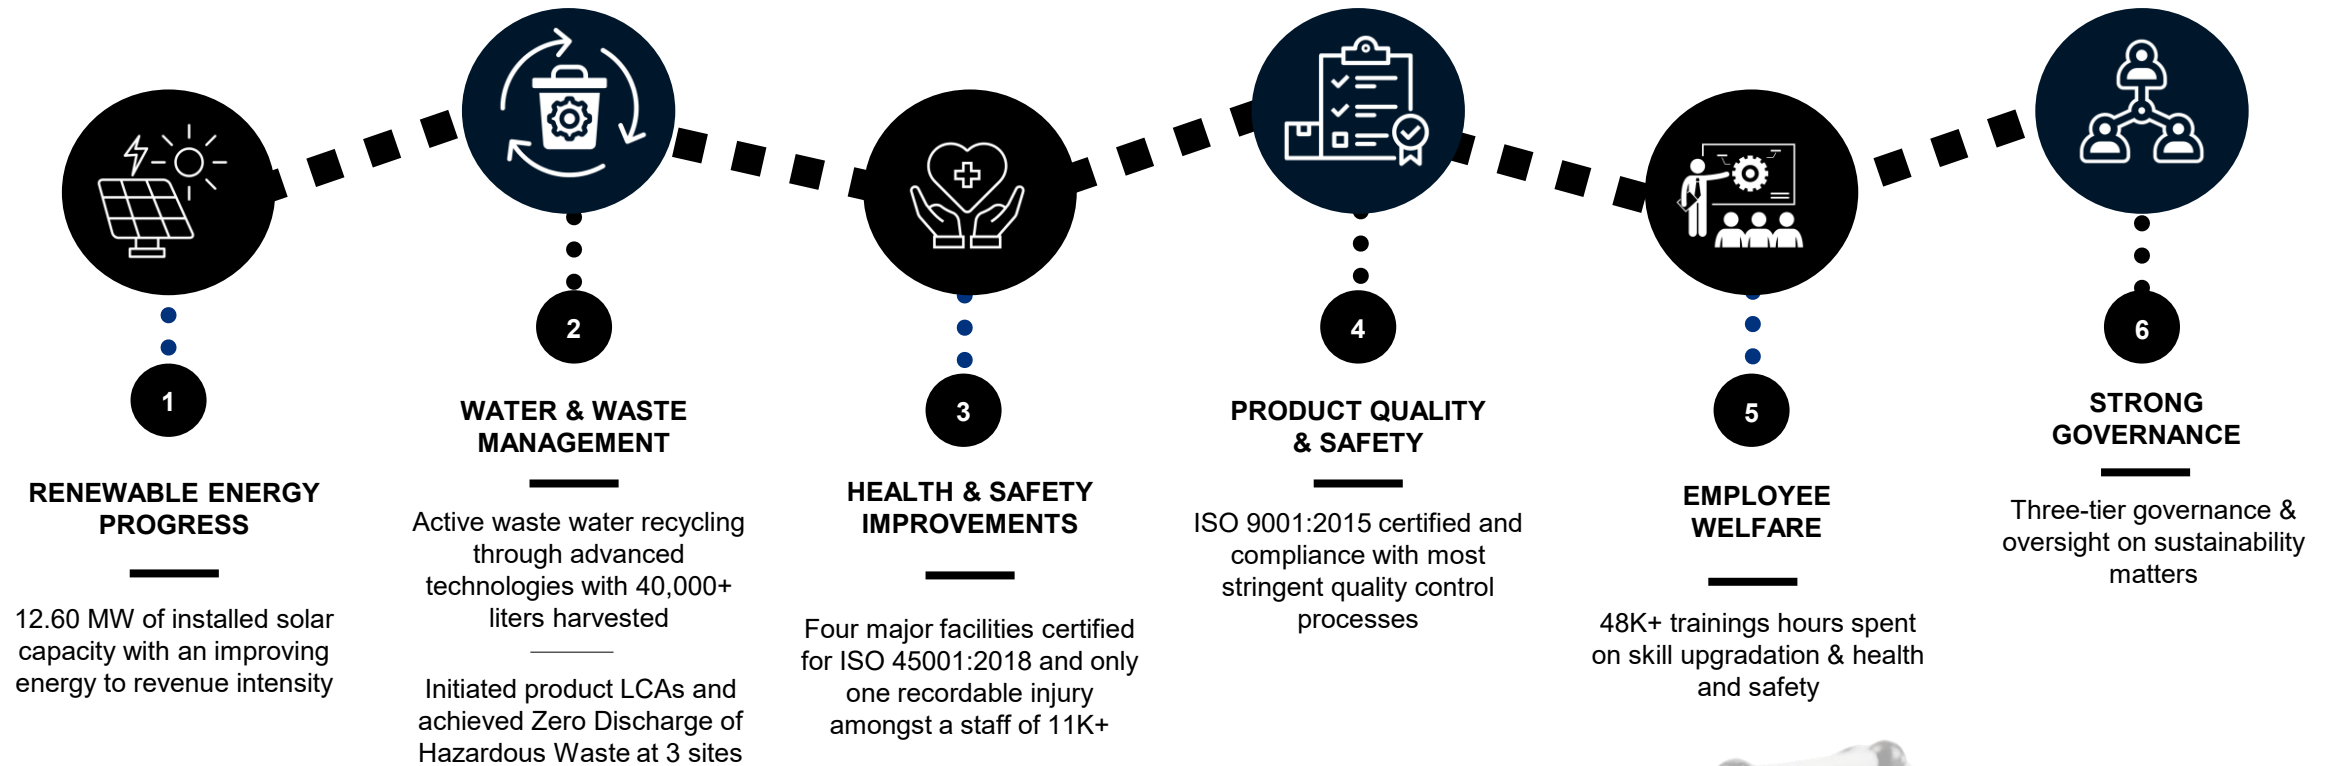 1
RENEWABLE ENERGY
PROGRESS
12.60 MW of installed solar
capacity with an improving
energy to revenue intensity
2
WATER & WASTE
MANAGEMENT
Active waste water recycling
through advanced
technologies with 40,000+
liters harvested
Initiated product LCAs and
achieved Zero Discharge of
Hazardous Waste at 3 sites
3
HEALTH & SAFETY
IMPROVEMENTS
Four major facilities certified
for ISO 45001:2018 and only
one recordable injury
amongst a staff of 11K+
4
PRODUCT QUALITY
& SAFETY
ISO 9001:2015 certified and
compliance with most
stringent quality control
processes
5
EMPLOYEE
WELFARE
48K+ trainings hours spent
on skill upgradation & health
and safety
6
STRONG
GOVERNANCE
Three-tier governance &
oversight on sustainability
matters